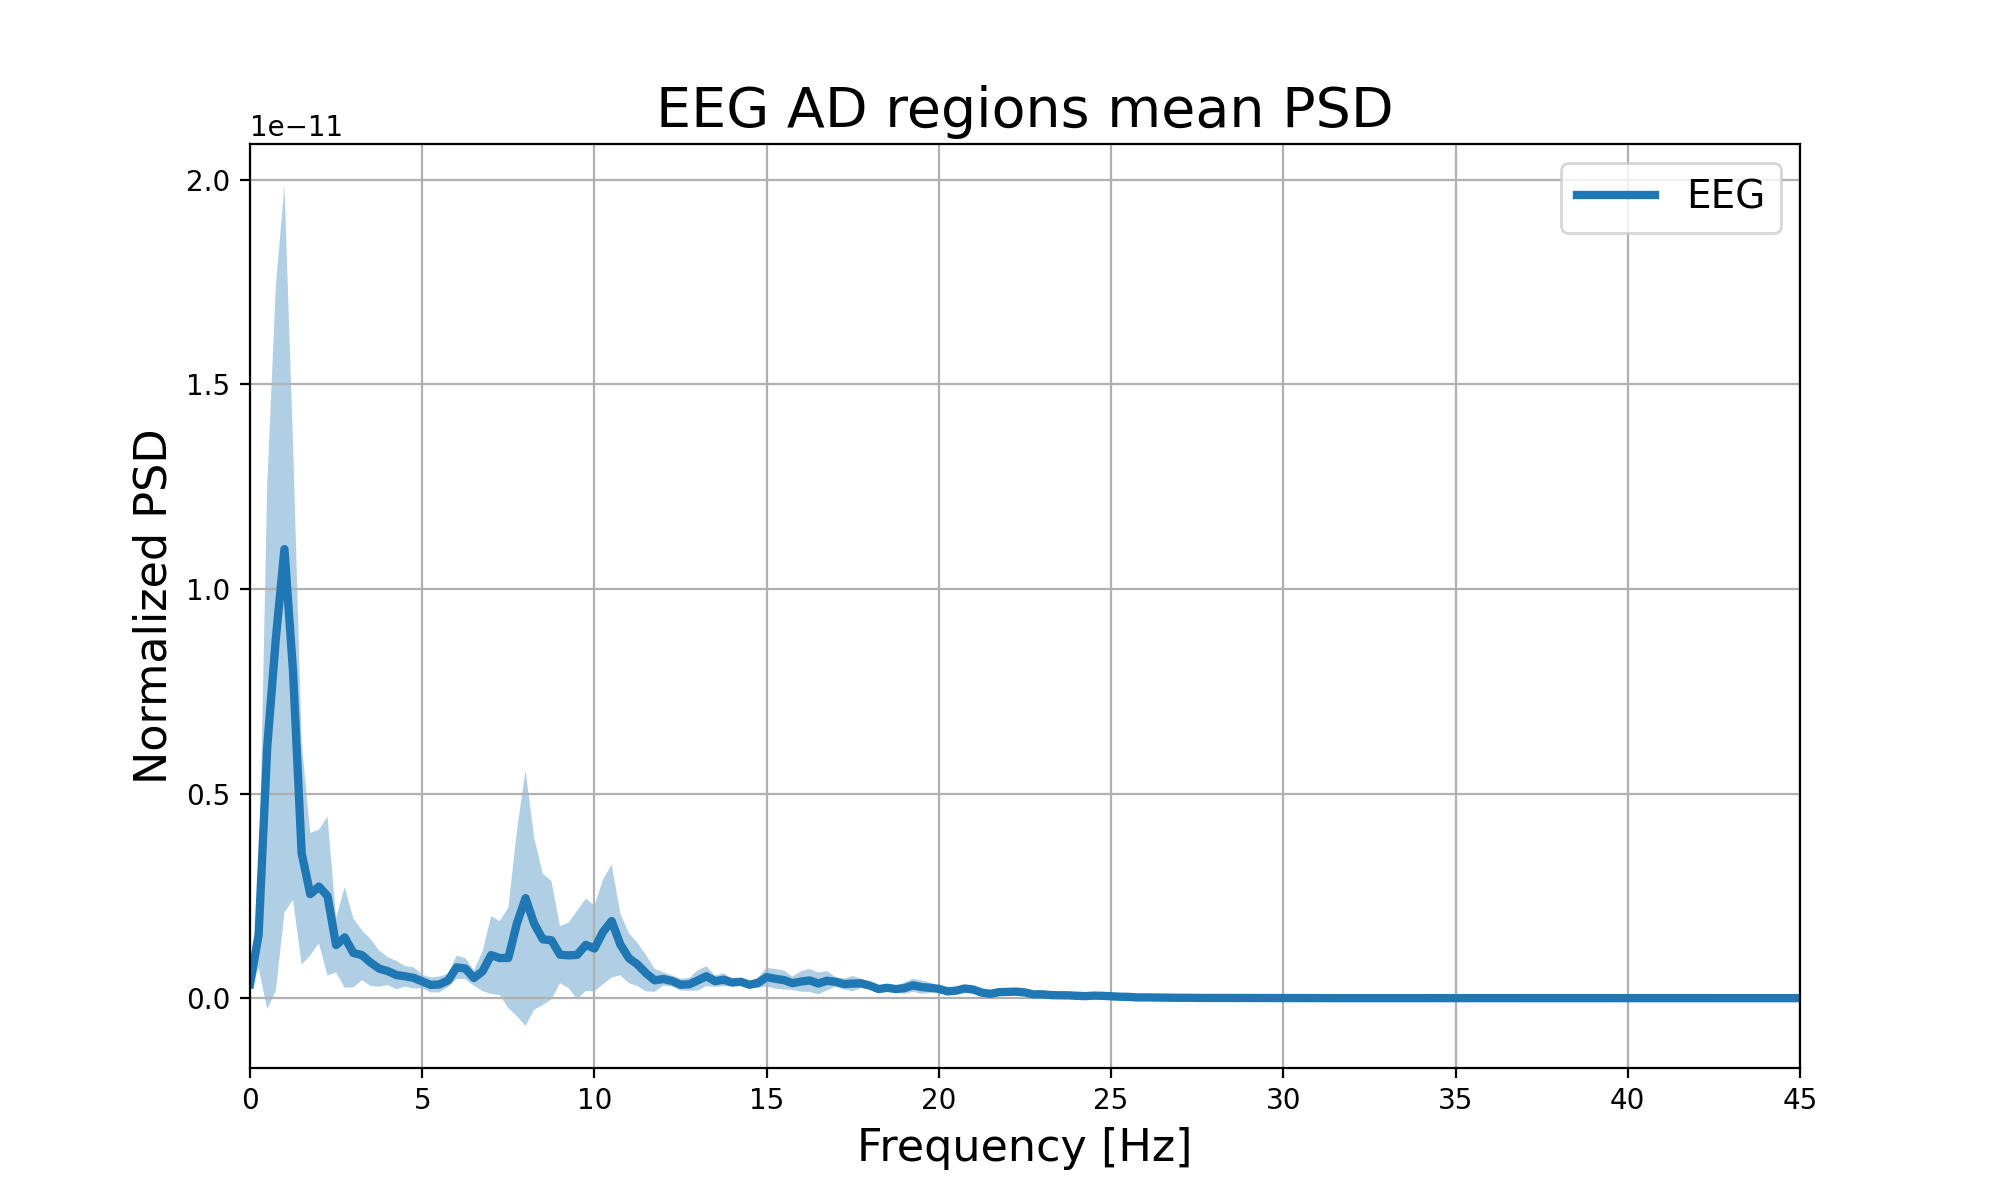 EEG AD regions mean PSD
1e−11
2.0
1.5
1.0
0.5
0.0
Normalized PSD
EEG
0 5 10 15 20 25 30 35 40 45
Frequency [Hz]